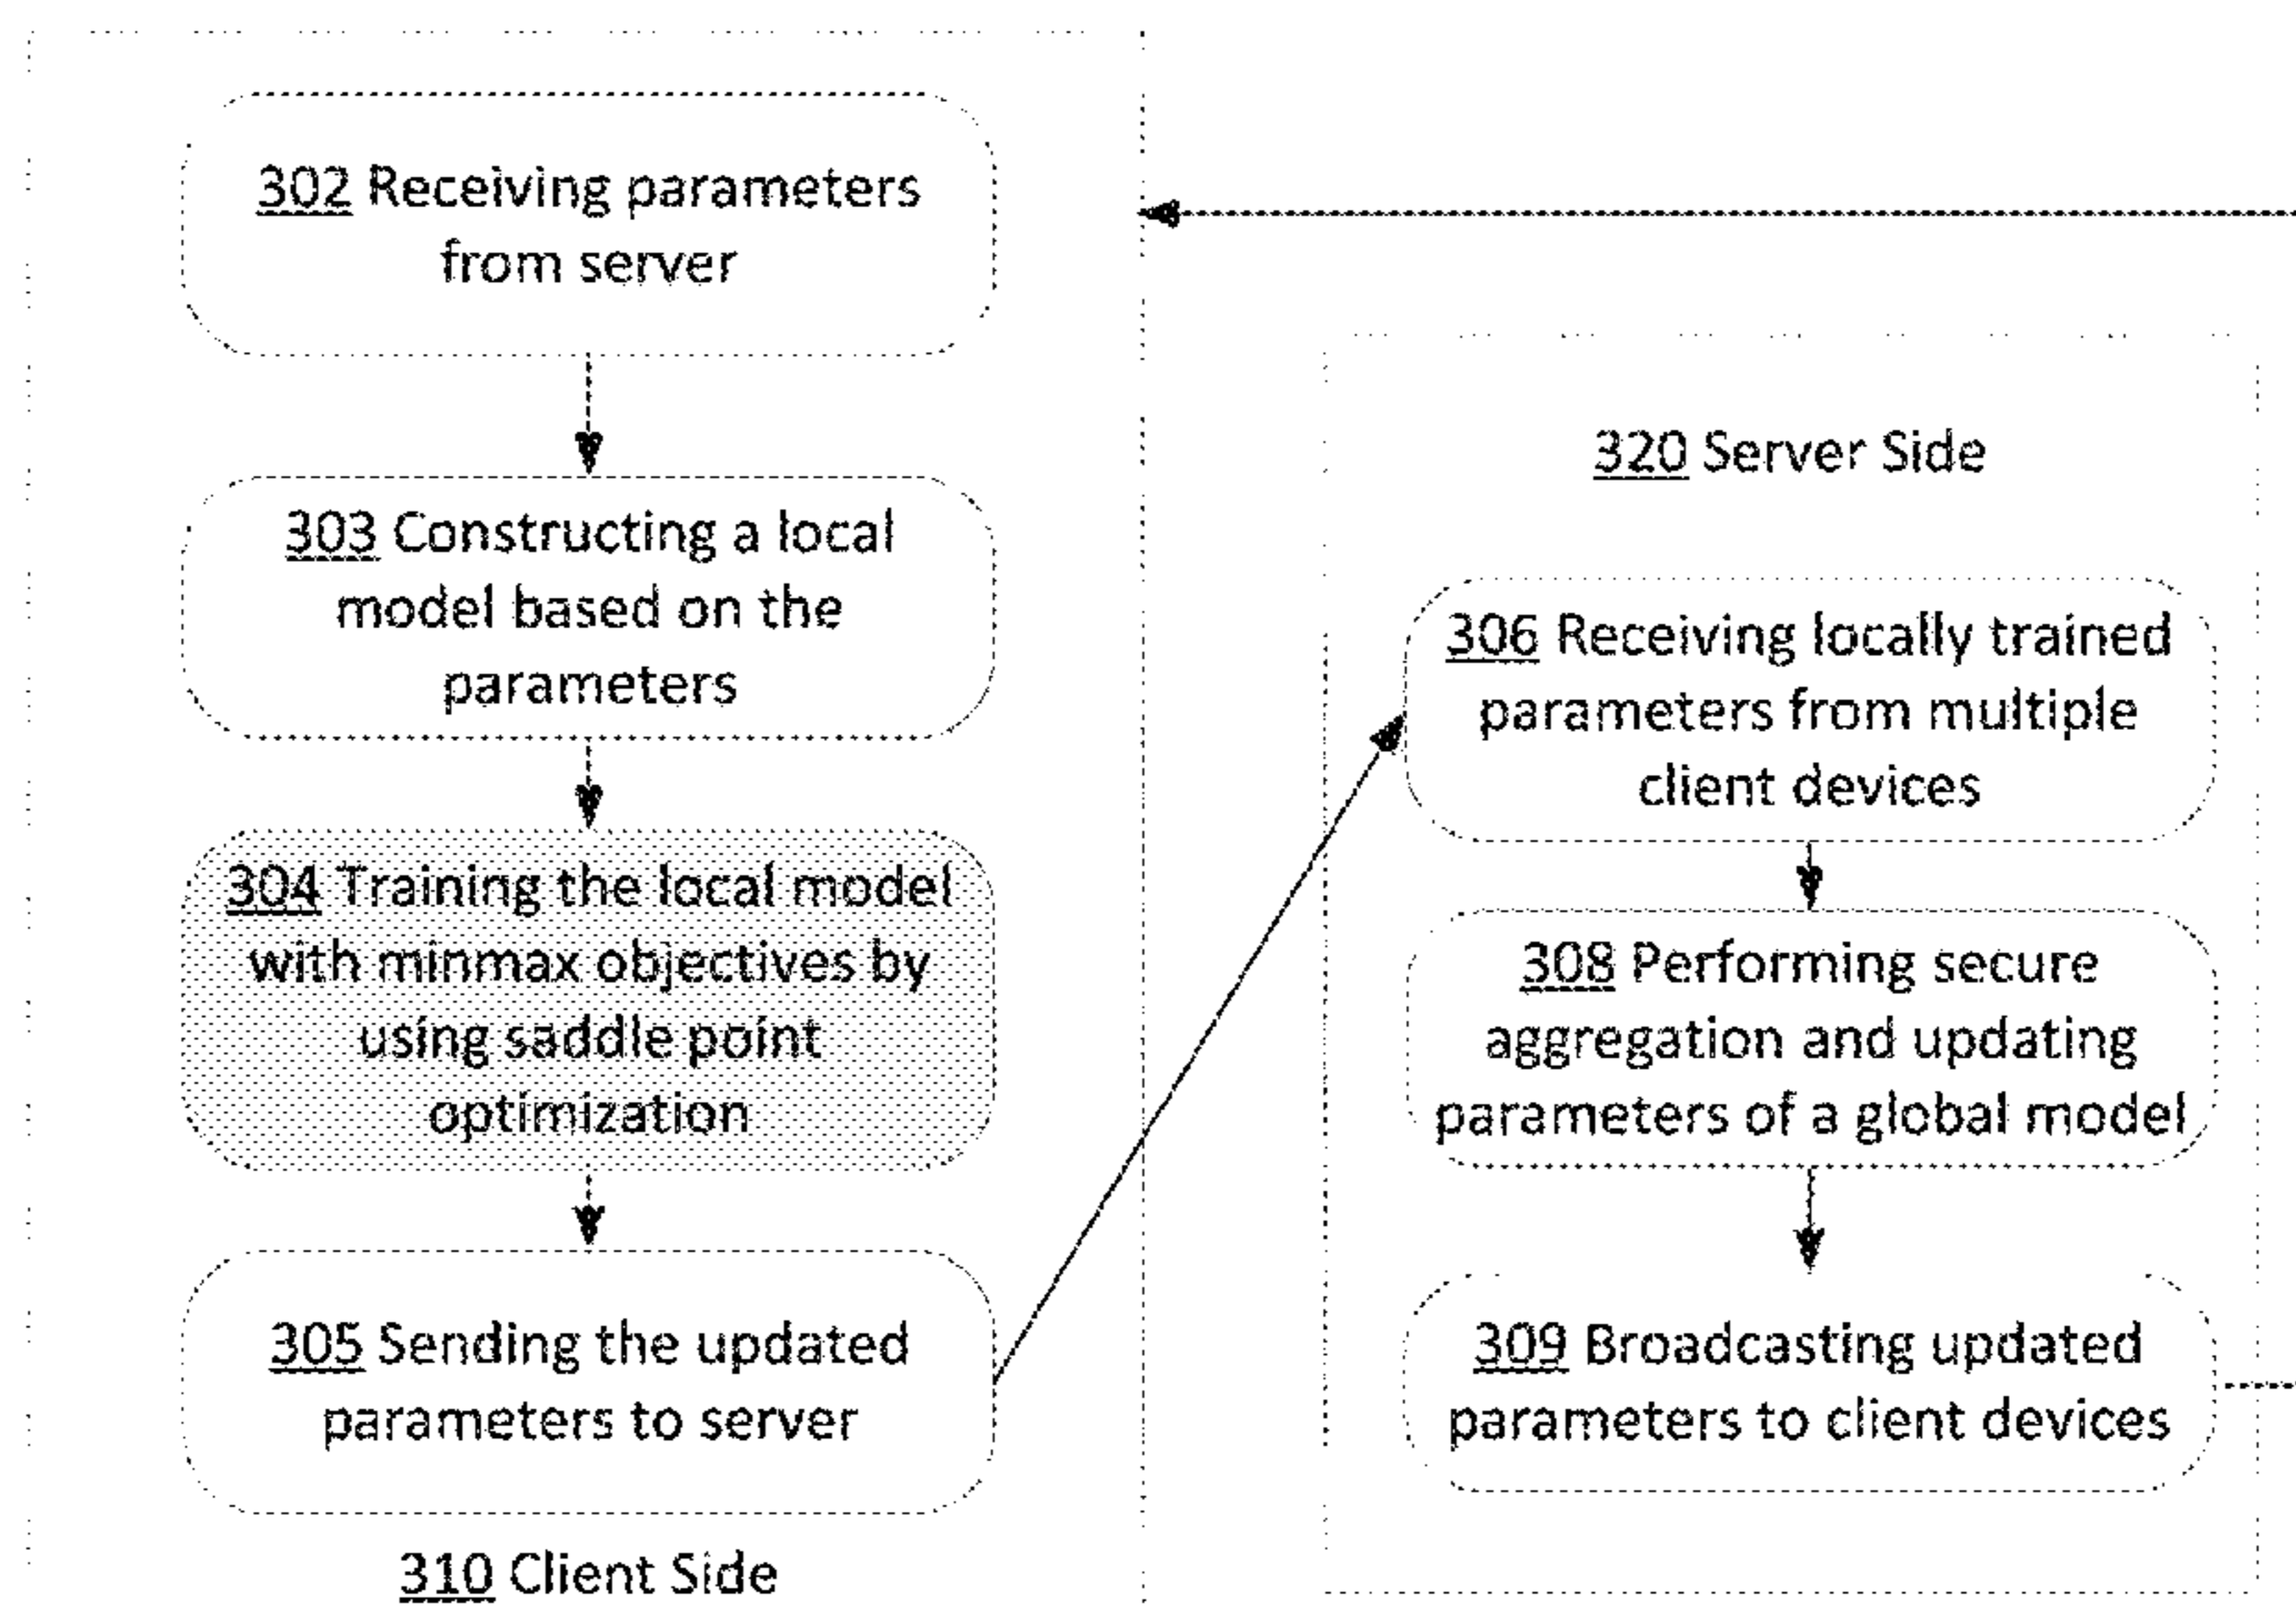 302 Receiving parameters
from server
303 Constructing a local
model based on the
parameters
304 Training the local model
with minmax objectives by
using saddle point
optimization
305 Sending the updated
parameters to server
310 Client Side
320 Server Side
306 Receiving locally trained
parameters from multiple
client devices
308 Performing secure
aggregation and updating
parameters of a global model
309 Broadcasting updated
parameters to client devices